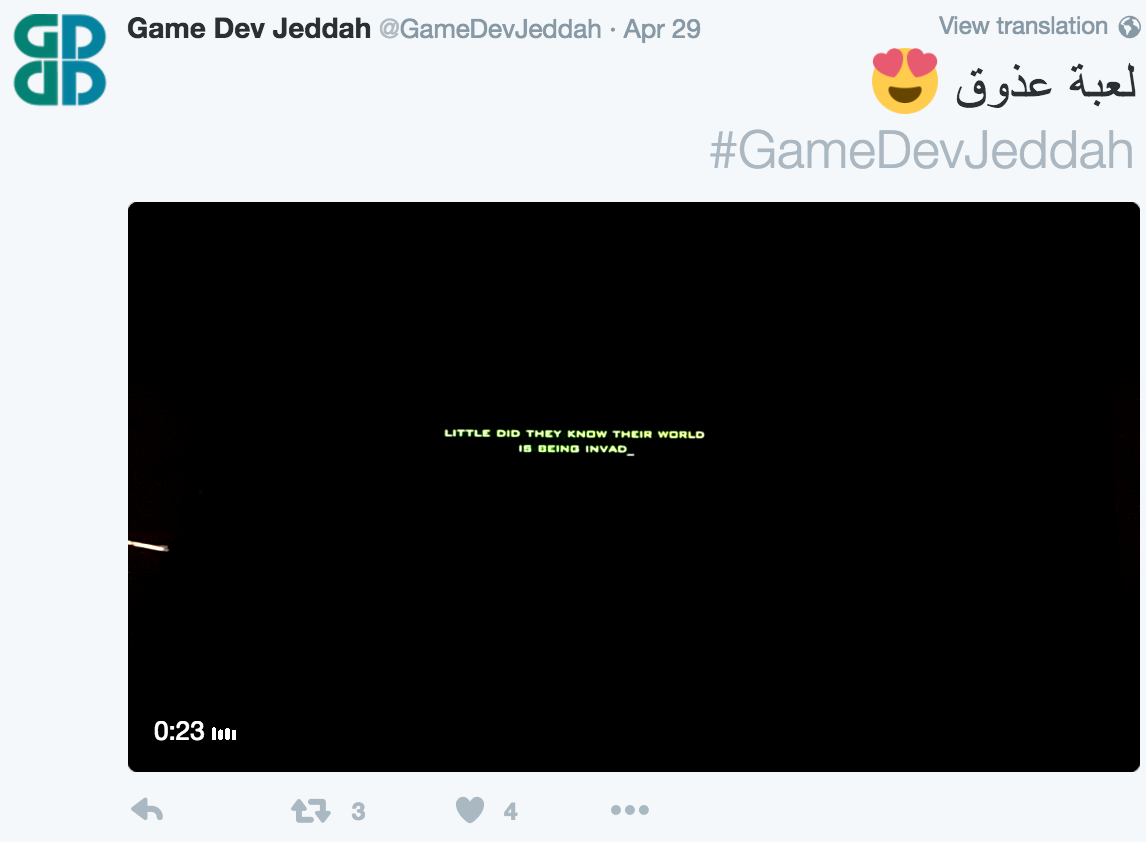 Game Dev Jeddah @GameDevJeddah · Apr 29 View translation
لعبة عذوق 😍
#GameDevJeddah
LITTLE DID THEY KNOW THEIR WORLD
IS BEING INVAD_
0:23
3 4